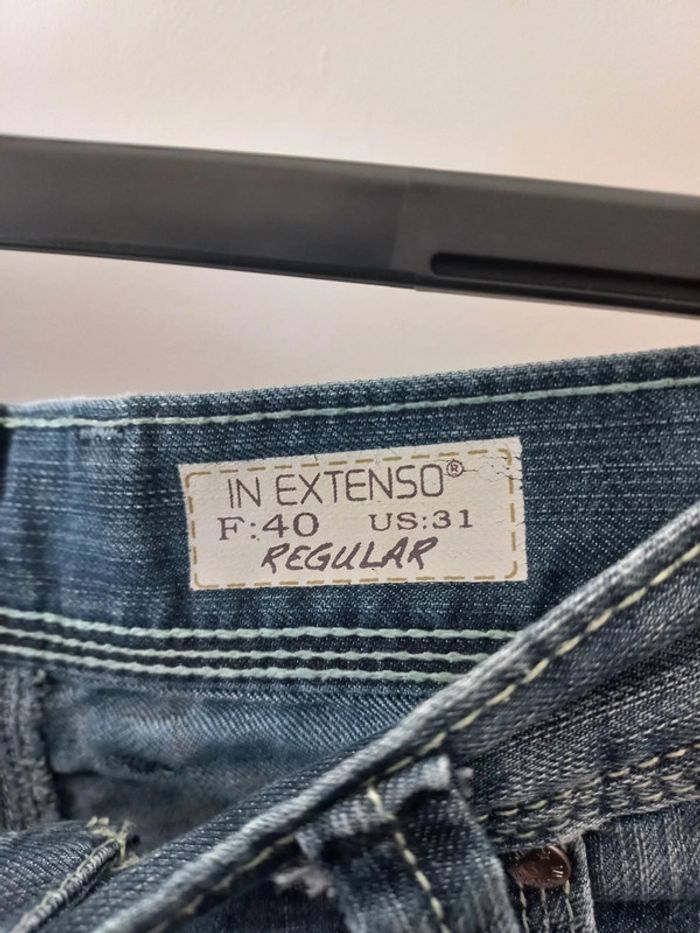 IN EXTENSO®
F:40 US:31
REGULAR